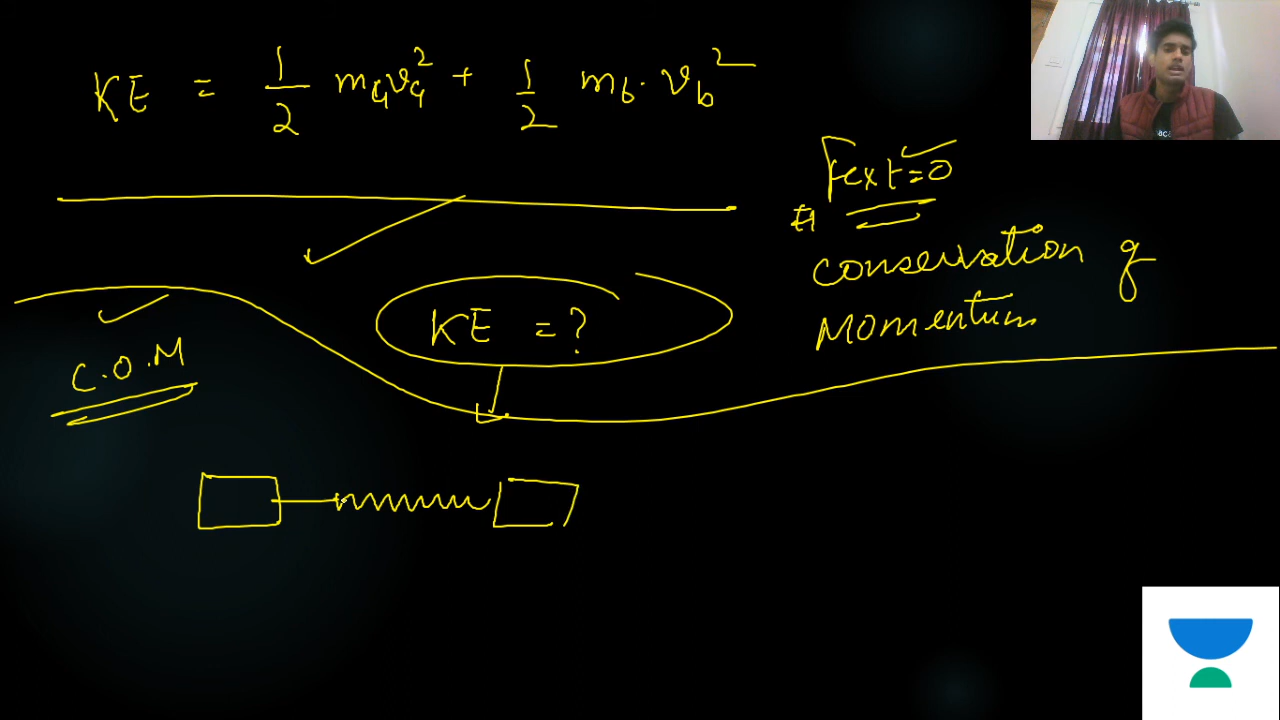 KE = 1/2 mava² + 1/2 mb·vb²
Fext=0
Conservation of
Momentum
KE = ?
C.O.M